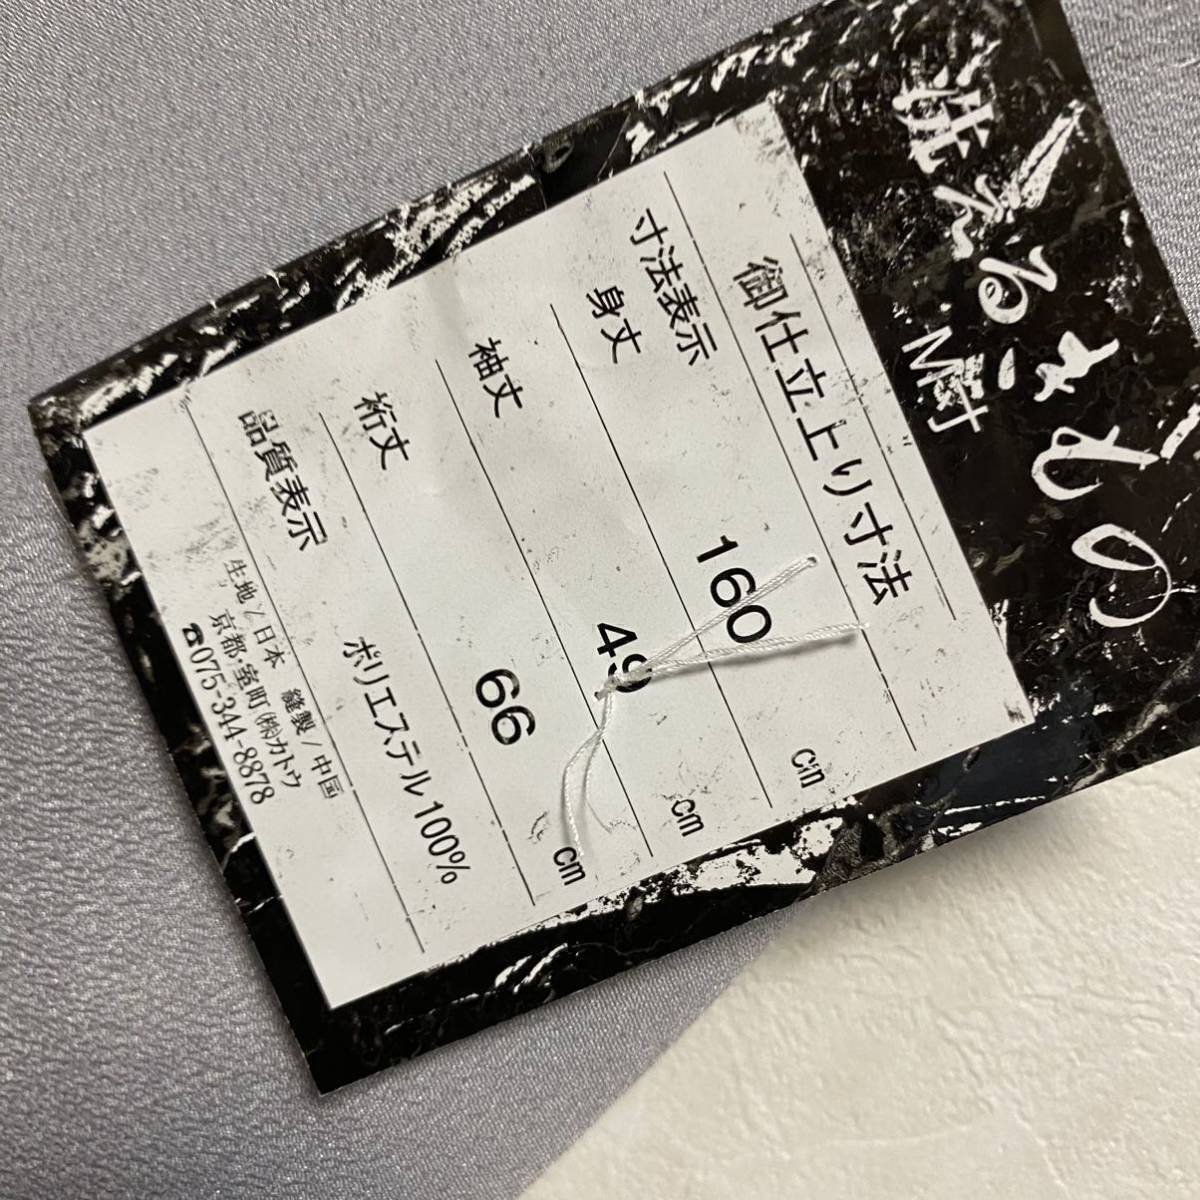 洗えるきもの
M寸
御仕立上り寸法
寸法表示
身丈 160 cm
袖丈 49 cm
裄丈 66 cm
品質表示 ポリエステル100%
生地/日本 縫製/中国
京都・室町㈱カトウ
☎075-344-8878